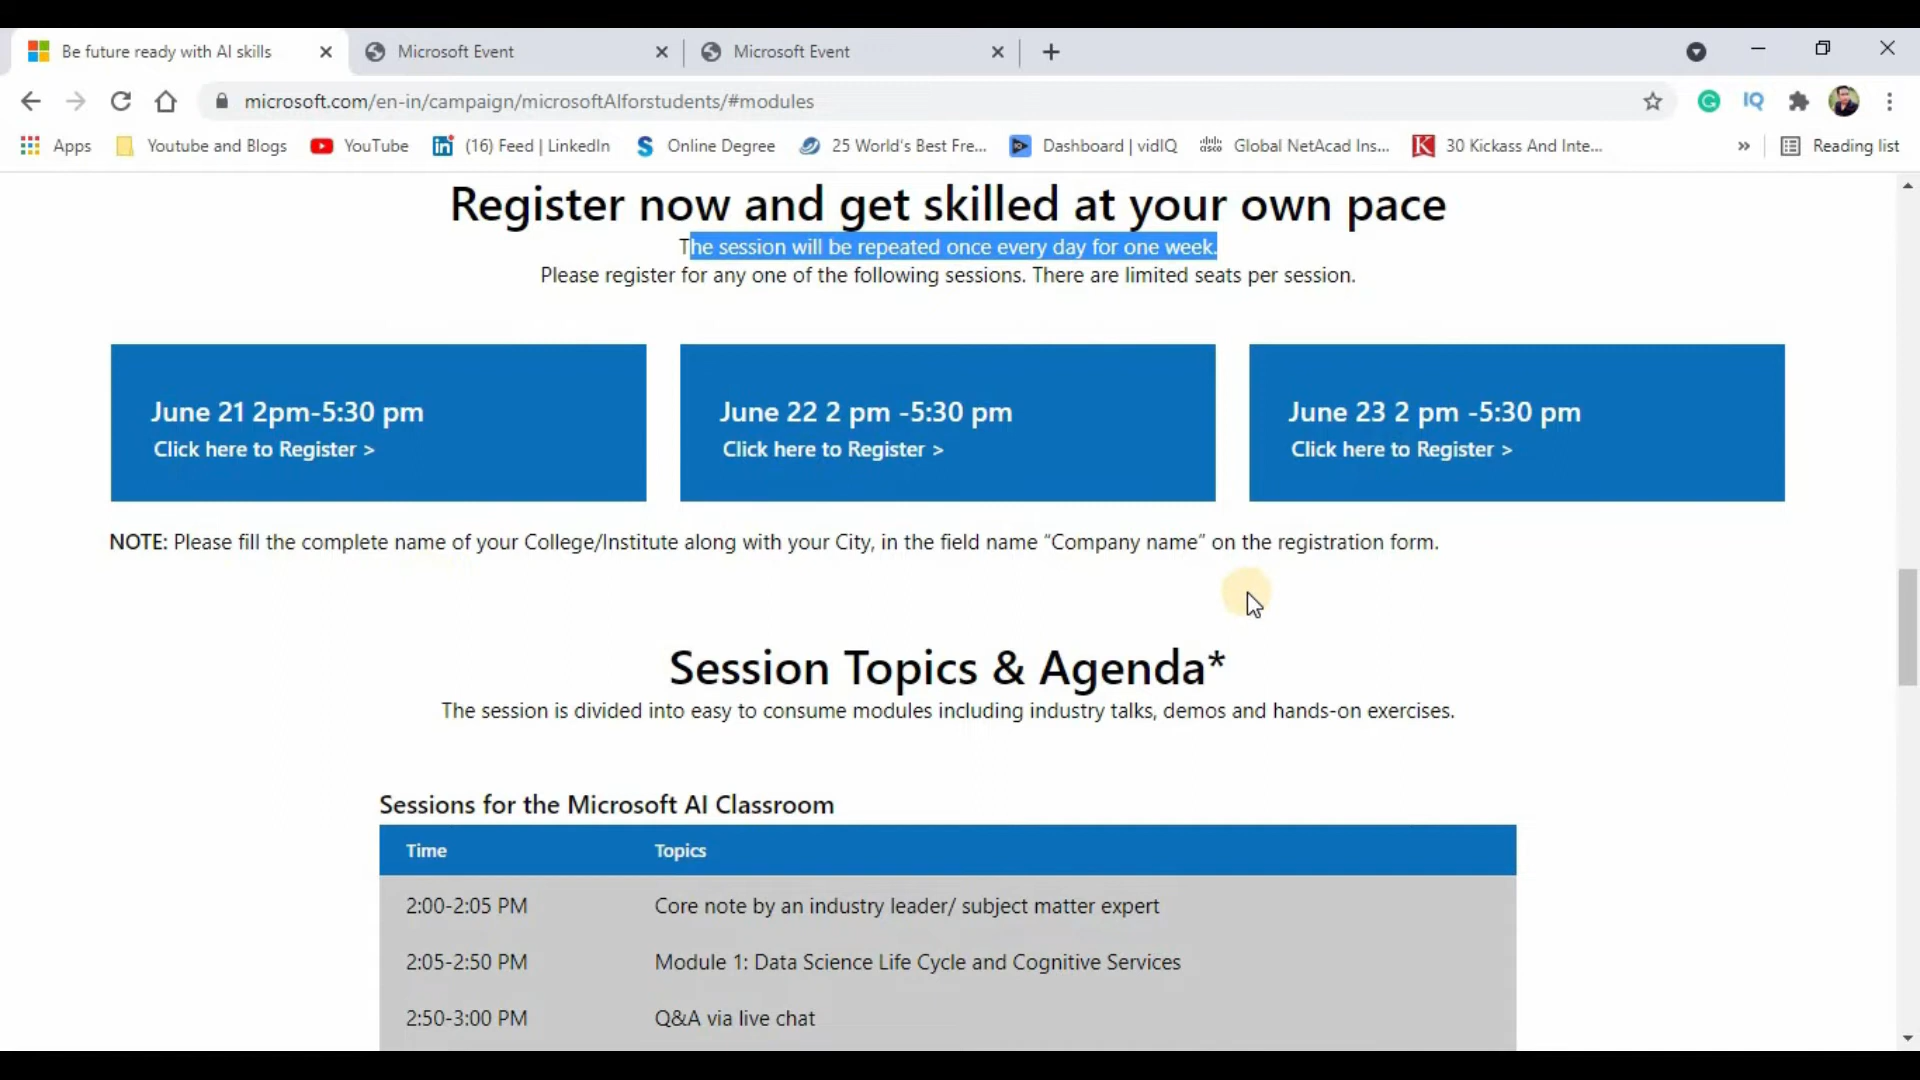 Be future ready with AI skills
Microsoft Event
Microsoft Event
microsoft.com/en-in/campaign/microsoftAIforstudents/#modules
IQ
Apps
Youtube and Blogs
YouTube
(16) Feed | LinkedIn
Online Degree
25 World's Best Fre...
Dashboard | vidIQ
Global NetAcad Ins...
30 Kickass And Inte...
»
Reading list
Register now and get skilled at your own pace
The session will be repeated once every day for one week.
Please register for any one of the following sessions. There are limited seats per session.
June 21 2pm-5:30 pm
Click here to Register >
June 22 2 pm -5:30 pm
Click here to Register >
June 23 2 pm -5:30 pm
Click here to Register >
NOTE: Please fill the complete name of your College/Institute along with your City, in the field name “Company name” on the registration form.
Session Topics & Agenda*
The session is divided into easy to consume modules including industry talks, demos and hands-on exercises.
Sessions for the Microsoft AI Classroom
Time Topics
2:00-2:05 PM Core note by an industry leader/ subject matter expert
2:05-2:50 PM Module 1: Data Science Life Cycle and Cognitive Services
2:50-3:00 PM Q&A via live chat